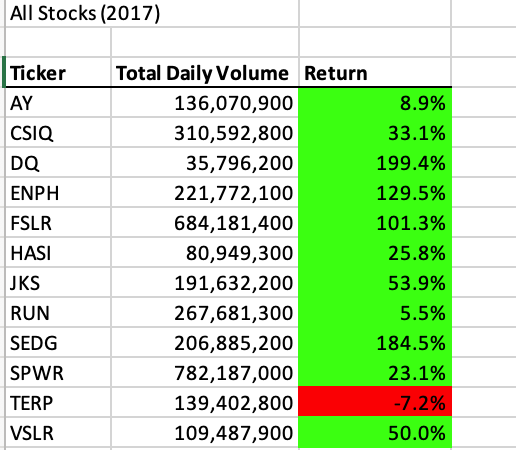 All Stocks (2017)
Ticker Total Daily Volume Return
AY 136,070,900 8.9%
CSIQ 310,592,800 33.1%
DQ 35,796,200 199.4%
ENPH 221,772,100 129.5%
FSLR 684,181,400 101.3%
HASI 80,949,300 25.8%
JKS 191,632,200 53.9%
RUN 267,681,300 5.5%
SEDG 206,885,200 184.5%
SPWR 782,187,000 23.1%
TERP 139,402,800 -7.2%
VSLR 109,487,900 50.0%